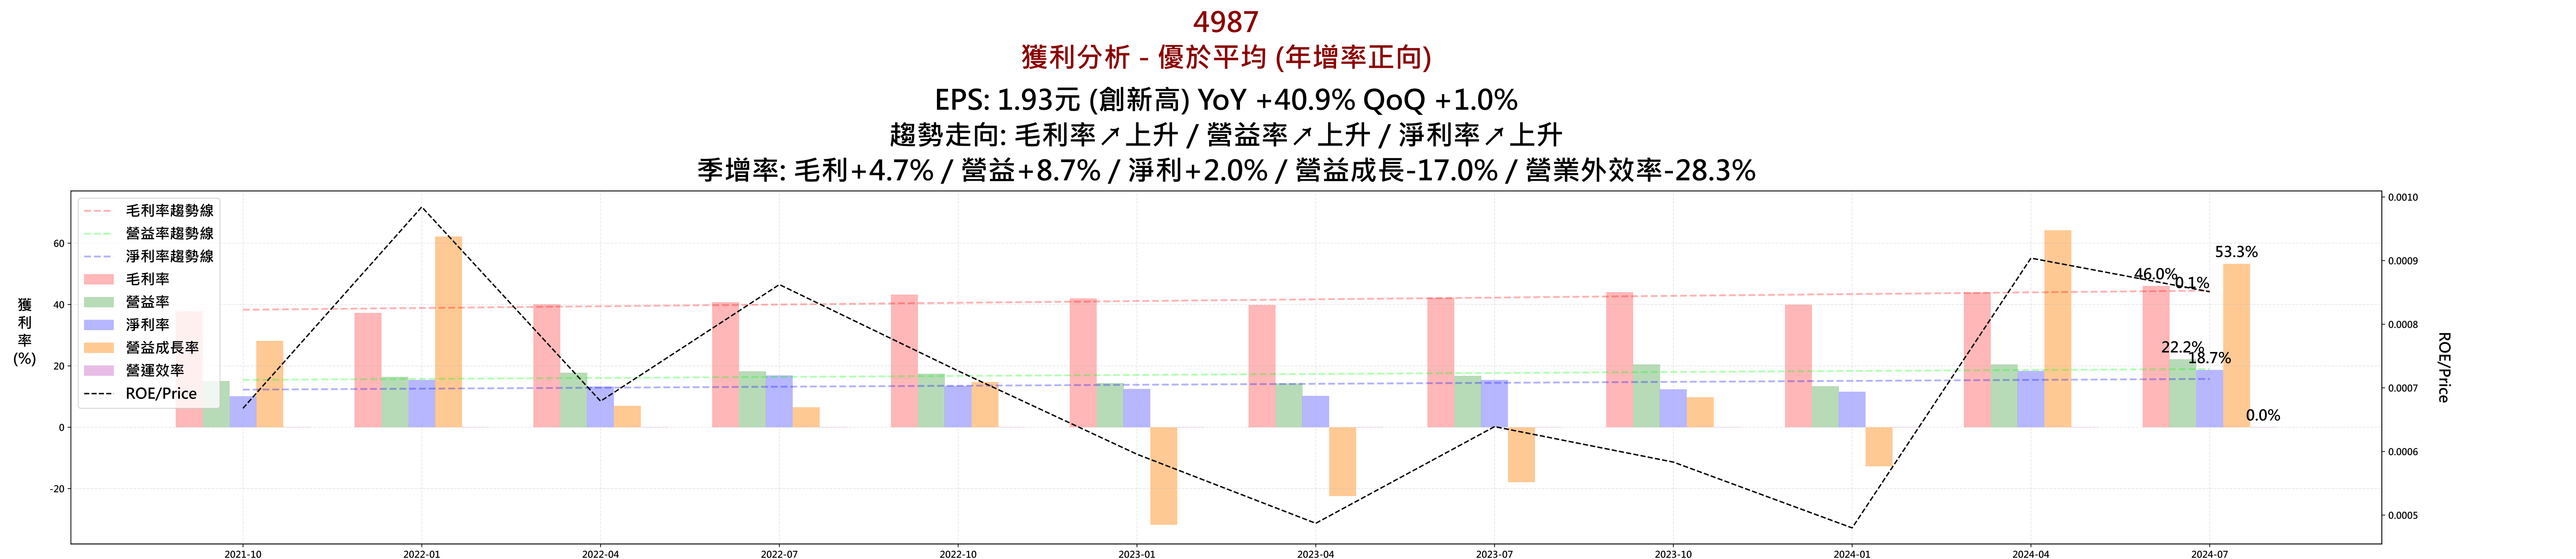 4987
獲利分析 - 優於平均 (年增率正向)
EPS: 1.93元 (創新高) YoY +40.9% QoQ +1.0%
趨勢走向: 毛利率↗上升 / 營益率↗上升 / 淨利率↗上升
季增率: 毛利+4.7% / 營益+8.7% / 淨利+2.0% / 營益成長-17.0% / 營業外效率-28.3%
毛利率趨勢線
營益率趨勢線
淨利率趨勢線
毛利率
營益率
淨利率
營益成長率
營運效率
ROE/Price
獲利率(%)
60
40
20
0
-20
46.0%
0.1%
53.3%
22.2%
18.7%
0.0%
0.0010
0.0009
0.0008
0.0007
0.0006
0.0005
ROE/Price
2021-10
2022-01
2022-04
2022-07
2022-10
2023-01
2023-04
2023-07
2023-10
2024-01
2024-04
2024-07